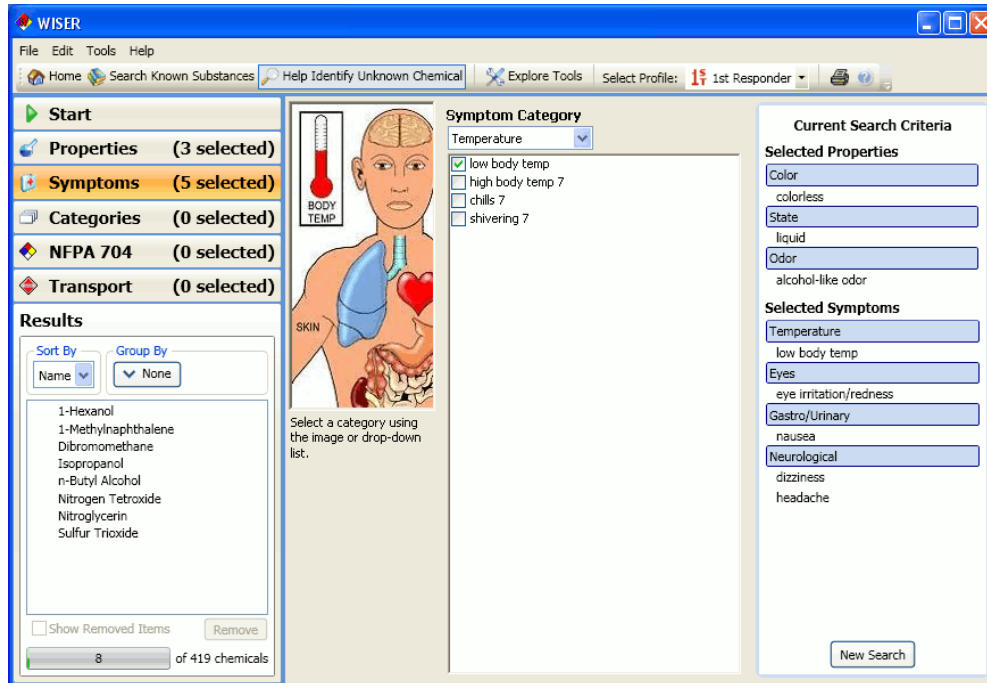 WISER
File Edit Tools Help
Home Search Known Substances Help Identify Unknown Chemical Explore Tools Select Profile: 1ST 1st Responder
Start
Properties (3 selected)
Symptoms (5 selected)
Categories (0 selected)
NFPA 704 (0 selected)
Transport (0 selected)
Results
Sort By
Name
Group By
None
1-Hexanol
1-Methylnaphthalene
Dibromomethane
Isopropanol
n-Butyl Alcohol
Nitrogen Tetroxide
Nitroglycerin
Sulfur Trioxide
Show Removed Items Remove
8 of 419 chemicals
BODY
TEMP
SKIN
Select a category using
the image or drop-down
list.
Symptom Category
Temperature
low body temp
high body temp 7
chills 7
shivering 7
Current Search Criteria
Selected Properties
Color
colorless
State
liquid
Odor
alcohol-like odor
Selected Symptoms
Temperature
low body temp
Eyes
eye irritation/redness
Gastro/Urinary
nausea
Neurological
dizziness
headache
New Search